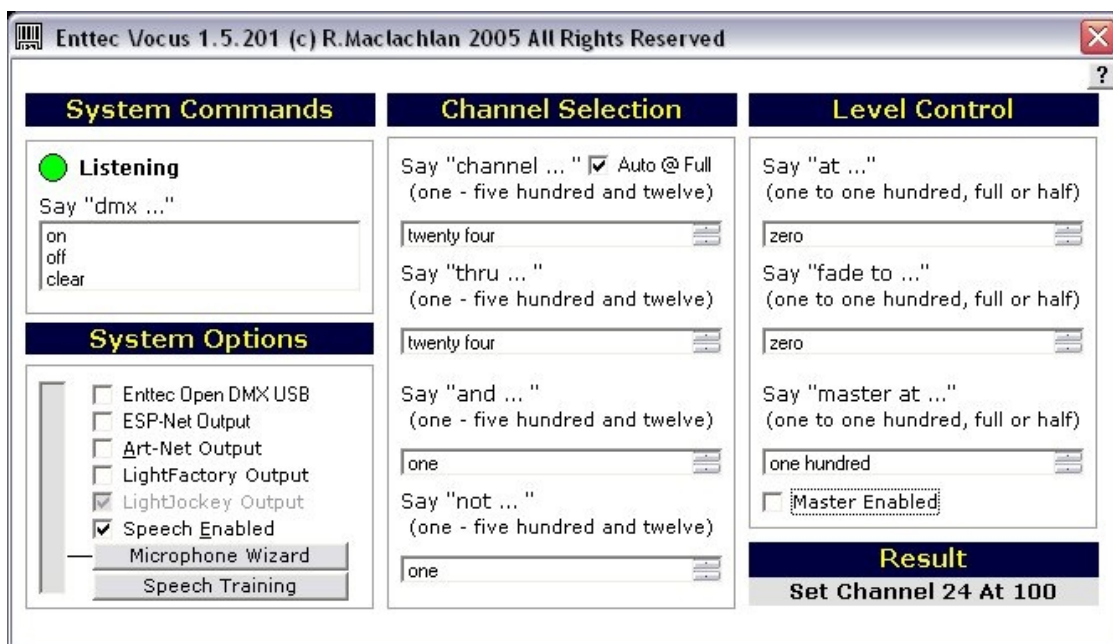 Enttec Vocus 1.5.201 (c) R.Maclachlan 2005 All Rights Reserved
?
System Commands
Listening
Say "dmx ..."
on
off
clear
System Options
Enttec Open DMX USB
ESP-Net Output
Art-Net Output
LightFactory Output
LightJockey Output
Speech Enabled
Microphone Wizard
Speech Training
Channel Selection
Say "channel ... " Auto @ Full
(one - five hundred and twelve)
twenty four
Say "thru ... "
(one - five hundred and twelve)
twenty four
Say "and ... "
(one - five hundred and twelve)
one
Say "not ... "
(one - five hundred and twelve)
one
Level Control
Say "at ..."
(one to one hundred, full or half)
zero
Say "fade to ..."
(one to one hundred, full or half)
zero
Say "master at ..."
(one to one hundred, full or half)
one hundred
Master Enabled
Result
Set Channel 24 At 100